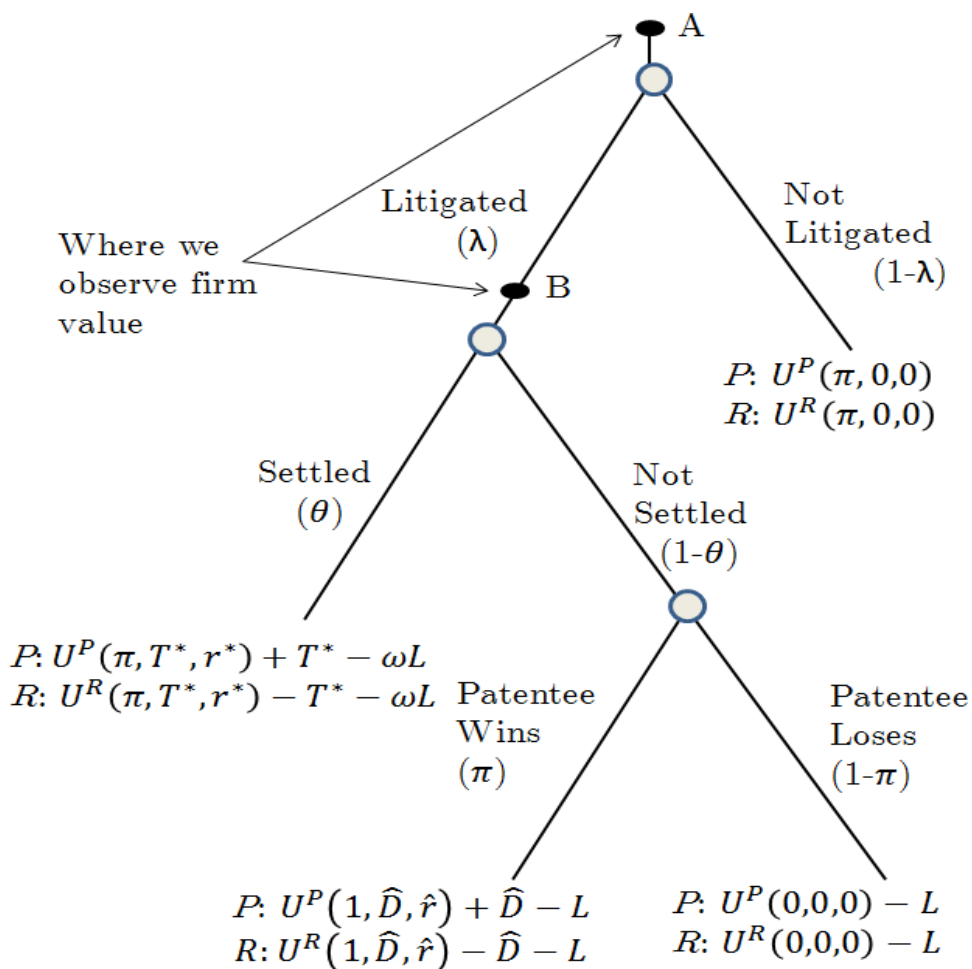 A
Litigated
(λ)
Not
Litigated
(1-λ)
Where we
observe firm
value
B
P: U^P(π, 0,0)
R: U^R(π, 0,0)
Settled
(θ)
Not
Settled
(1-θ)
P: U^P(π, T*, r*) + T* − ωL
R: U^R(π, T*, r*) − T* − ωL
Patentee
Wins
(π)
Patentee
Loses
(1-π)
P: U^P(1, D̂, r̂) + D̂ − L
R: U^R(1, D̂, r̂) − D̂ − L
P: U^P(0,0,0) − L
R: U^R(0,0,0) − L